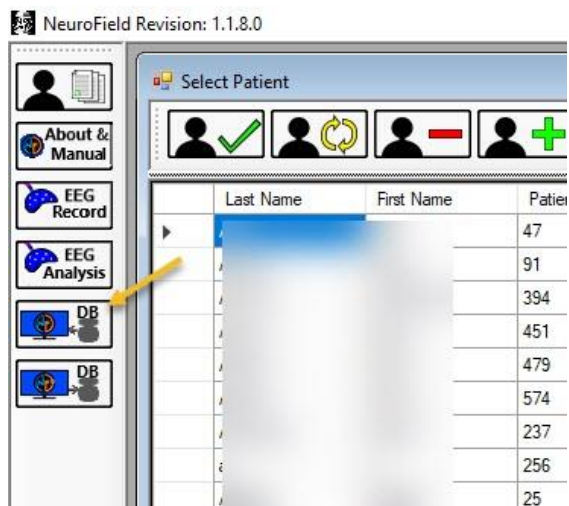 NeuroField Revision: 1.1.8.0
Select Patient
About &
Manual
EEG
Record
EEG
Analysis
DB
DB
Last Name First Name
47
91
394
451
479
574
237
256
25